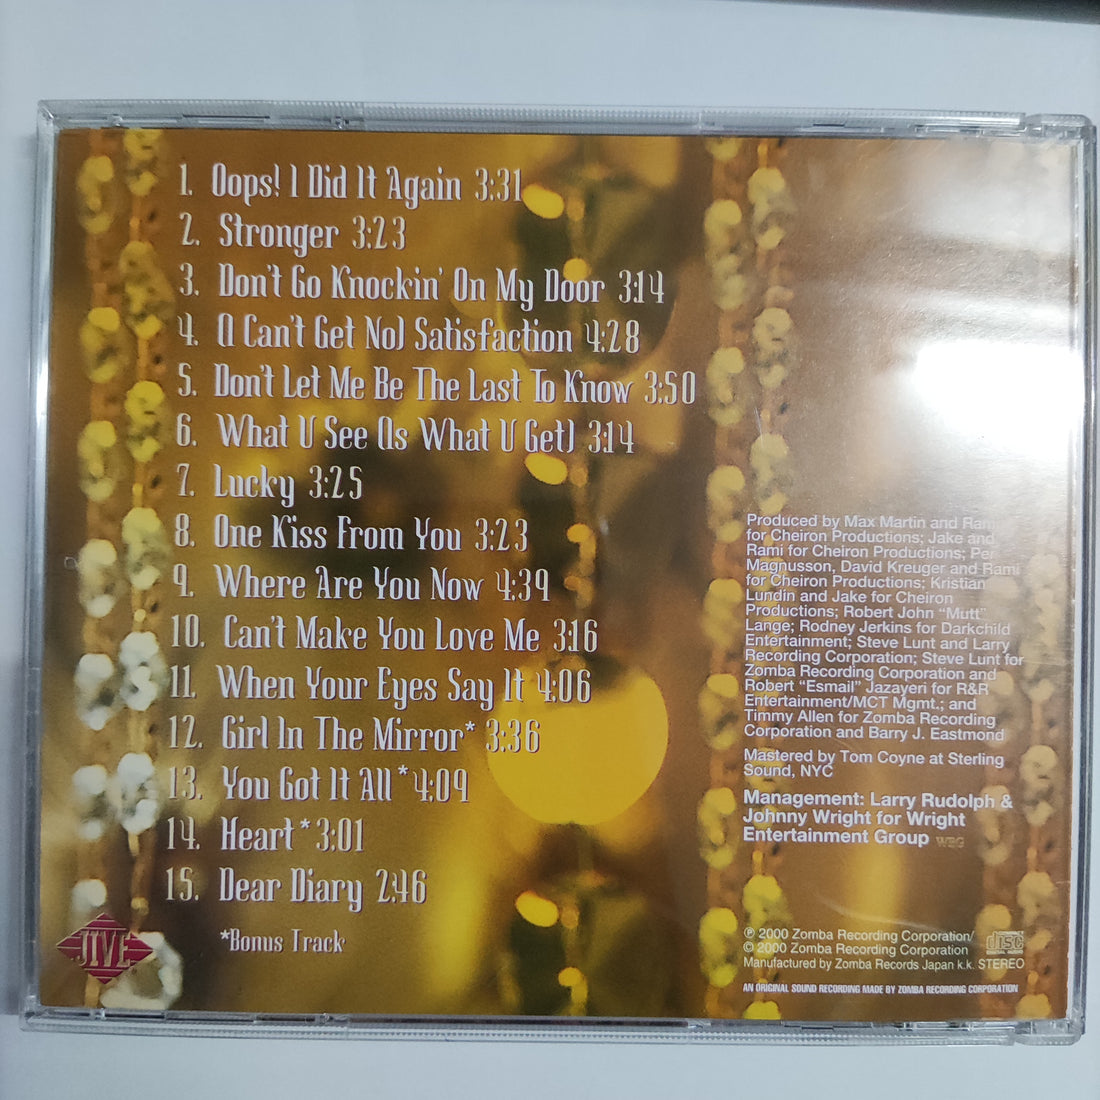 1. Oops! I Did It Again 3:31
2. Stronger 3:23
3. Don't Go Knockin' On My Door 3:14
4. (I Can't Get No) Satisfaction 4:28
5. Don't Let Me Be The Last To Know 3:50
6. What U See (Is What U Get) 3:14
7. Lucky 3:25
8. One Kiss From You 3:23
9. Where Are You Now 4:39
10. Can't Make You Love Me 3:16
11. When Your Eyes Say It 4:06
12. Girl In The Mirror* 3:36
13. You Got It All* 4:09
14. Heart* 3:01
15. Dear Diary 2:46
*Bonus Track
JIVE
Produced by Max Martin and Rami
for Cheiron Productions; Jake and
Rami for Cheiron Productions; Per
Magnusson, David Kreuger and Rami
for Cheiron Productions; Kristian
Lundin and Jake for Cheiron
Productions; Robert John "Mutt"
Lange; Rodney Jerkins for Darkchild
Entertainment; Steve Lunt and Larry
Recording Corporation; Steve Lunt for
Zomba Recording Corporation and
Robert "Esmail" Jazayeri for R&R
Entertainment/MCT Mgmt.; and
Timmy Allen for Zomba Recording
Corporation and Barry J. Eastmond
Mastered by Tom Coyne at Sterling
Sound, NYC
Management: Larry Rudolph &
Johnny Wright for Wright
Entertainment Group WEG
℗ 2000 Zomba Recording Corporation/
© 2000 Zomba Recording Corporation
Manufactured by Zomba Records Japan k.k. STEREO
disc
AN ORIGINAL SOUND RECORDING MADE BY ZOMBA RECORDING CORPORATION